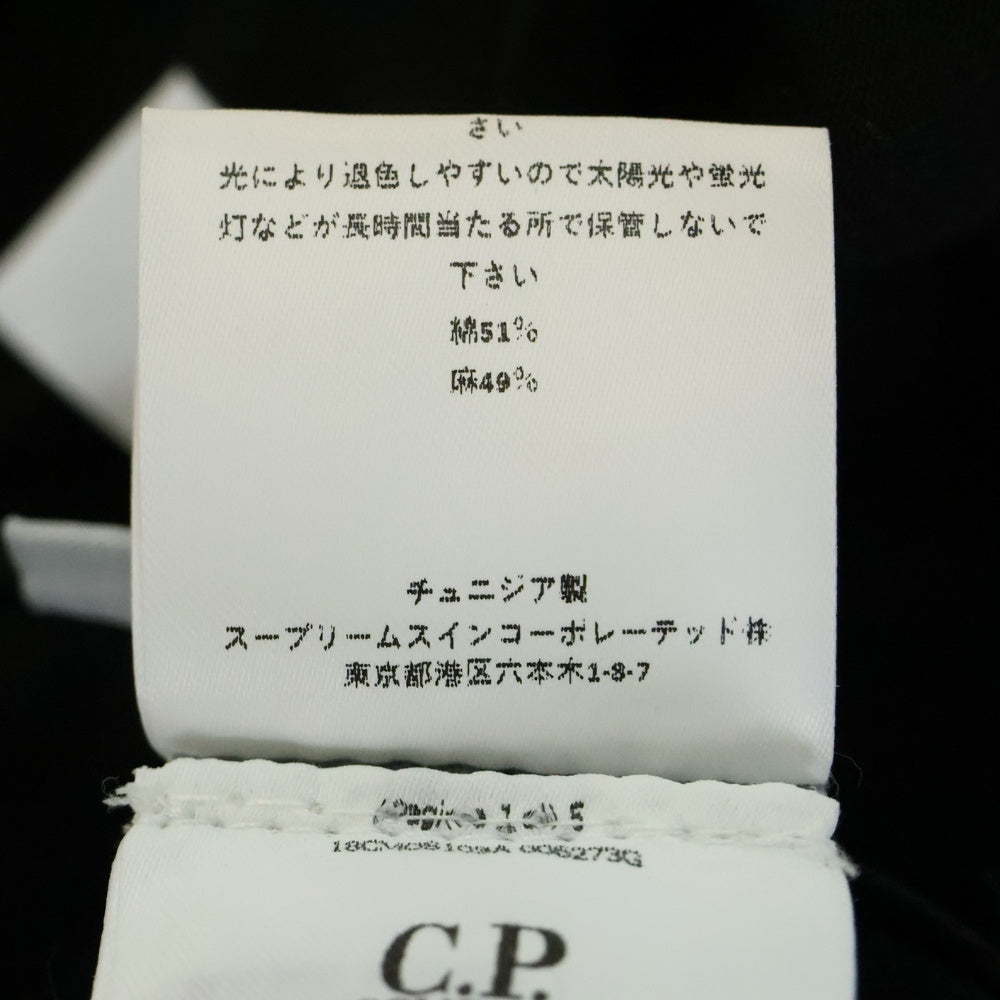 さい
光により退色しやすいので太陽光や蛍光
灯などが長時間当たる所で保管しないで
下さい
綿51%
麻49%
チュニジア製
スープリームスインコーポレーテッド株
東京都港区六本木1-8-7
C.P.